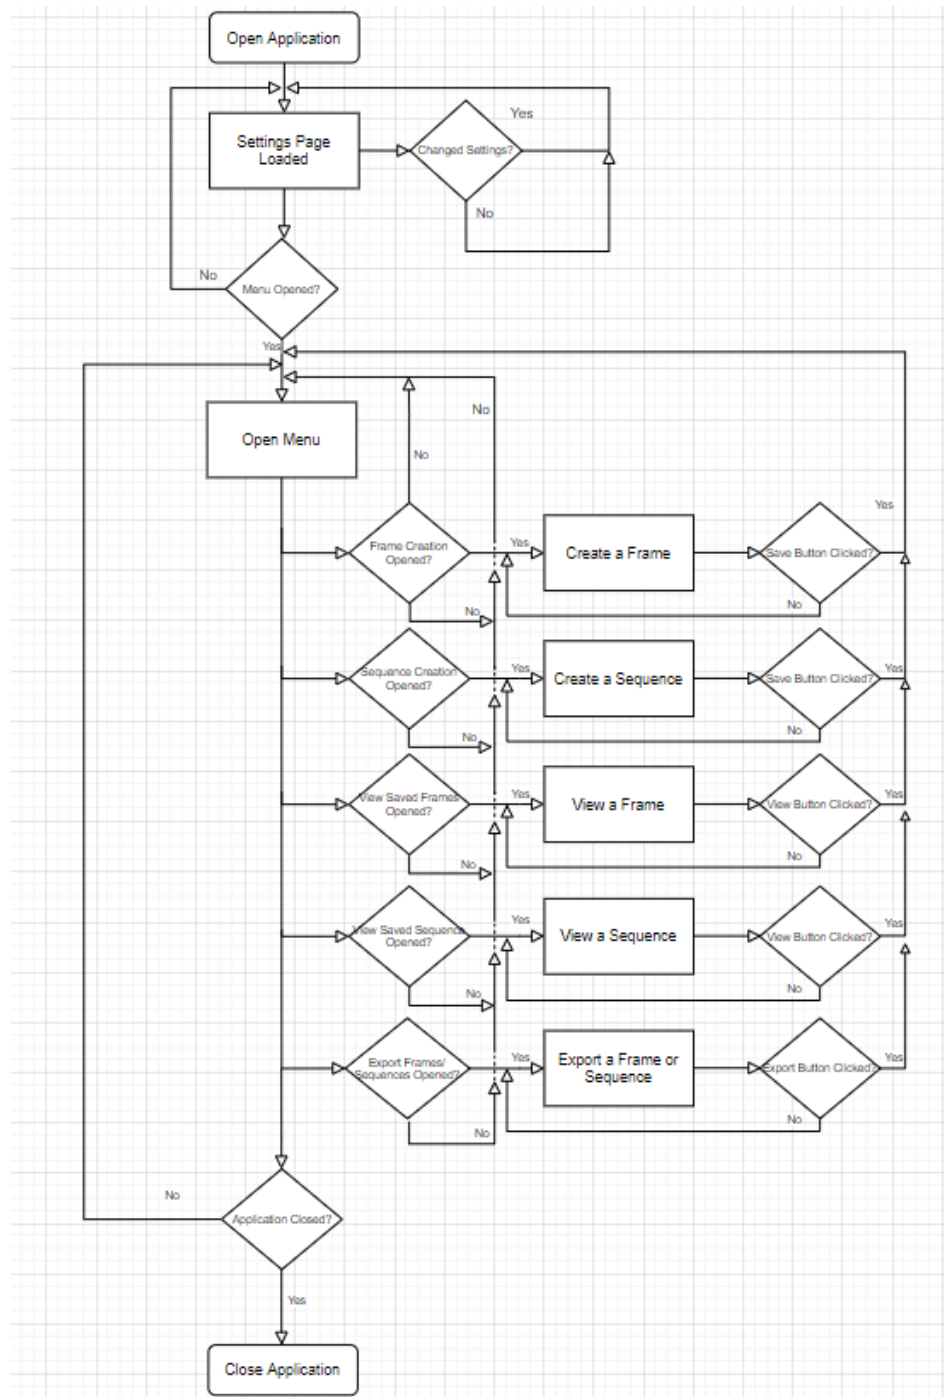 Open Application
Settings Page
Loaded
Changed Settings?
Yes
No
Menu Opened?
No
Yes
Open Menu
No
No
Frame Creation
Opened?
Yes
Create a Frame
Save Button Clicked?
Yes
No
No
Sequence Creation
Opened?
Yes
Create a Sequence
Save Button Clicked?
Yes
No
No
View Saved Frames
Opened?
Yes
View a Frame
View Button Clicked?
Yes
No
No
View Saved Sequence
Opened?
Yes
View a Sequence
View Button Clicked?
Yes
No
No
Export Frames/
Sequences Opened?
Yes
Export a Frame or
Sequence
Export Button Clicked?
Yes
No
No
Application Closed?
No
Yes
Close Application